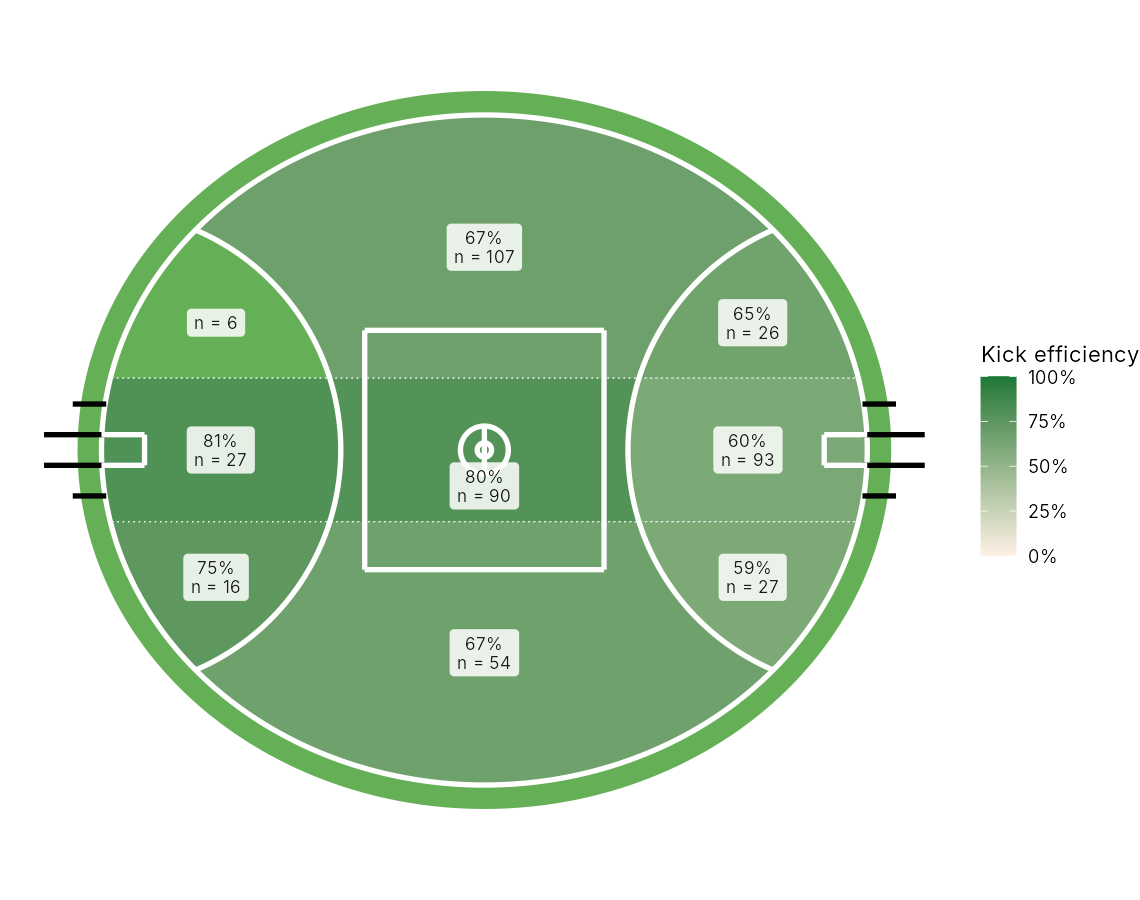 67%
n = 107
n = 6
65%
n = 26
81%
n = 27
80%
n = 90
60%
n = 93
75%
n = 16
59%
n = 27
67%
n = 54
Kick efficiency
100%
75%
50%
25%
0%